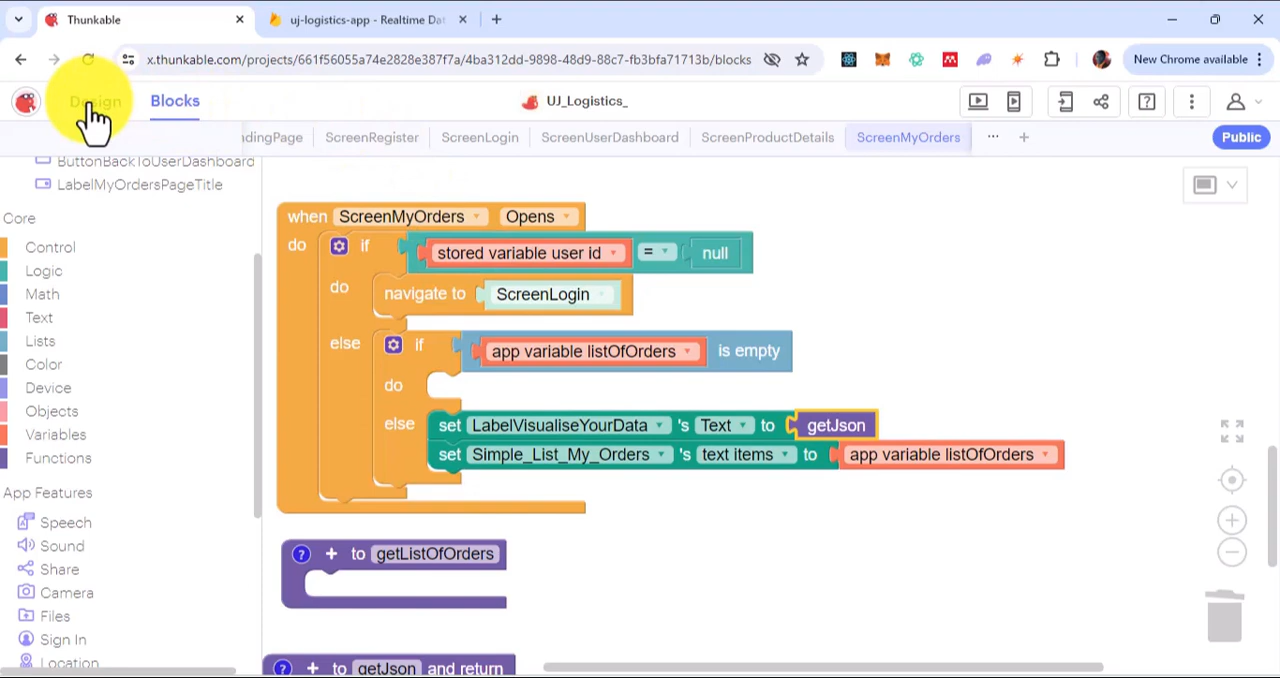 Thunkable
uj-logistics-app - Realtime Dat
x.thunkable.com/projects/661f56055a74e2828e387f7a/4ba312dd-9898-48d9-88c7-fb3bfa71713b/blocks
New Chrome available
Design
Blocks
UJ_Logistics_
ndingPage
ScreenRegister
ScreenLogin
ScreenUserDashboard
ScreenProductDetails
ScreenMyOrders
Public
ButtonBackToUserDashboard
LabelMyOrdersPageTitle
Core
Control
Logic
Math
Text
Lists
Color
Device
Objects
Variables
Functions
App Features
Speech
Sound
Share
Camera
Files
Sign In
Location
when ScreenMyOrders Opens
do if stored variable user id = null
do navigate to ScreenLogin
else if app variable listOfOrders is empty
do
else set LabelVisualiseYourData 's Text to getJson
set Simple_List_My_Orders 's text items to app variable listOfOrders
? + to getListOfOrders
? + to getJson and return